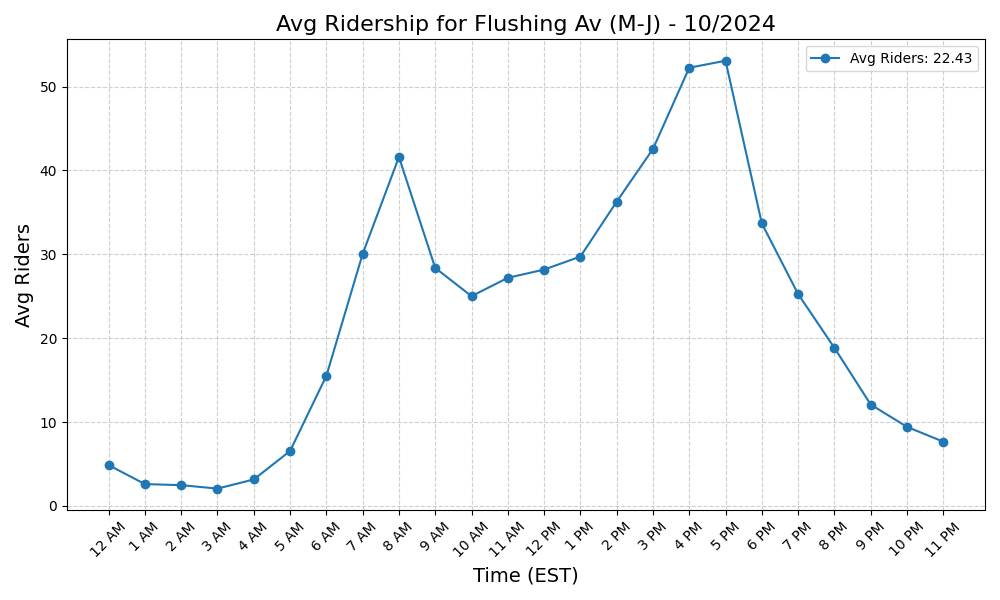 Avg Ridership for Flushing Av (M-J) - 10/2024
Avg Riders: 22.43
Avg Riders
50
40
30
20
10
0
12 AM
1 AM
2 AM
3 AM
4 AM
5 AM
6 AM
7 AM
8 AM
9 AM
10 AM
11 AM
12 PM
1 PM
2 PM
3 PM
4 PM
5 PM
6 PM
7 PM
8 PM
9 PM
10 PM
11 PM
Time (EST)